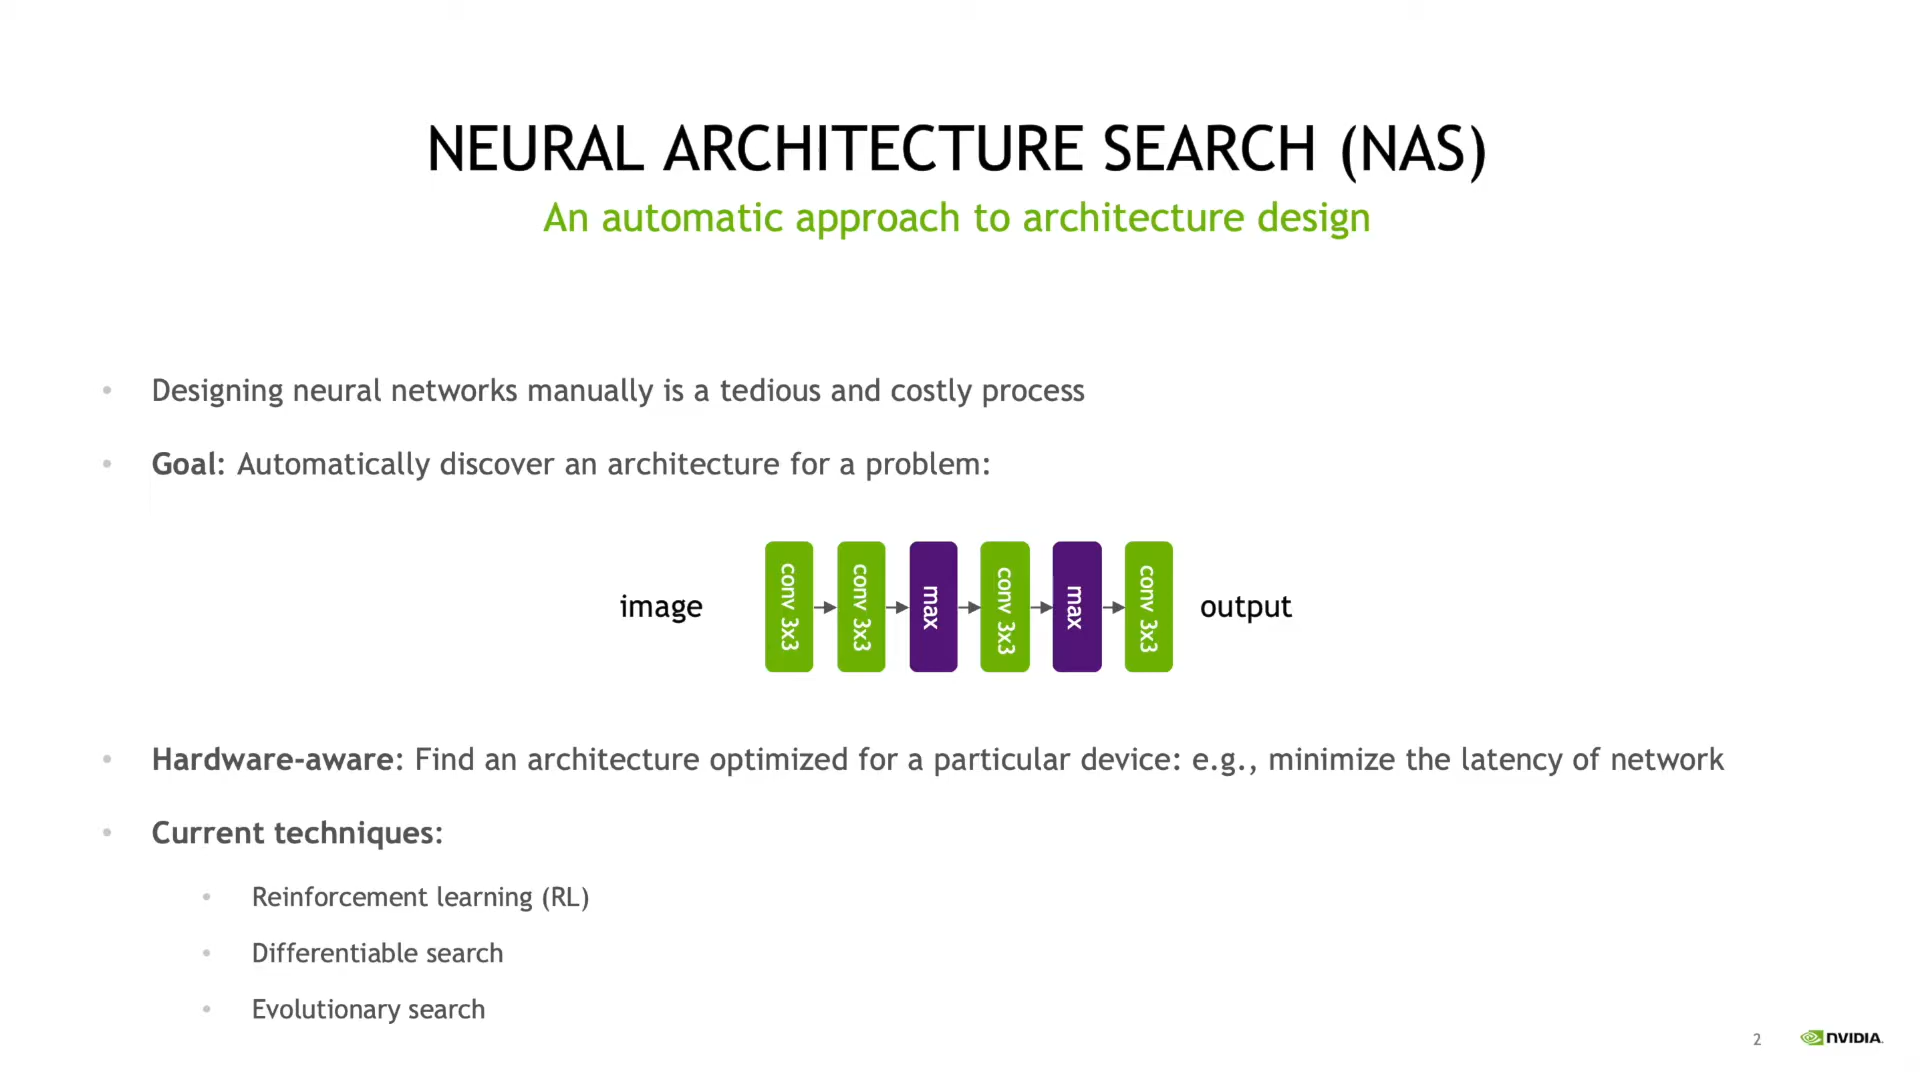 NEURAL ARCHITECTURE SEARCH (NAS)
An automatic approach to architecture design
• Designing neural networks manually is a tedious and costly process
• Goal: Automatically discover an architecture for a problem:
image
conv 3x3
conv 3x3
max
conv 3x3
max
conv 3x3
output
• Hardware-aware: Find an architecture optimized for a particular device: e.g., minimize the latency of network
• Current techniques:
• Reinforcement learning (RL)
• Differentiable search
• Evolutionary search
2
NVIDIA.